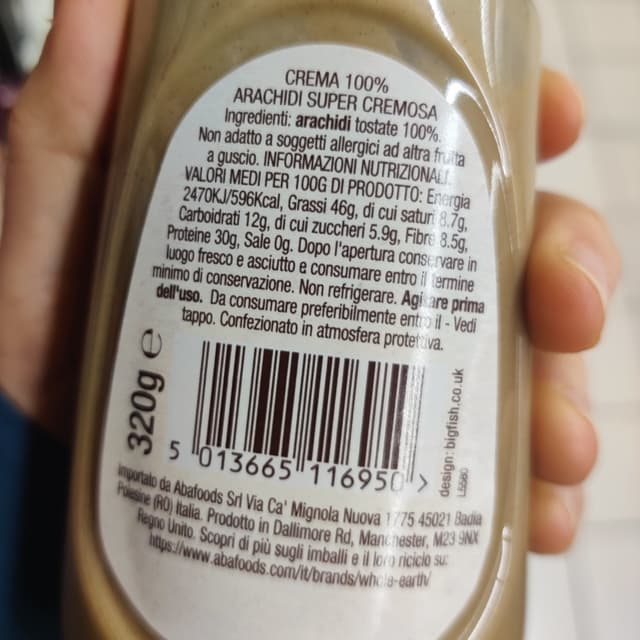 CREMA 100%
ARACHIDI SUPER CREMOSA
Ingredienti: arachidi tostate 100%.
Non adatto a soggetti allergici ad altra frutta
a guscio. INFORMAZIONI NUTRIZIONALI
VALORI MEDI PER 100G DI PRODOTTO: Energia
2470KJ/596Kcal, Grassi 46g, di cui saturi 8.7g,
Carboidrati 12g, di cui zuccheri 5.9g, Fibre 8.5g,
Proteine 30g, Sale 0g. Dopo l'apertura conservare in
luogo fresco e asciutto e consumare entro il termine
minimo di conservazione. Non refrigerare. Agitare prima
dell'uso. Da consumare preferibilmente entro il - Vedi
tappo. Confezionato in atmosfera protettiva.
320g e
5 013665 116950 >
design: bigfish.co.uk
L5580
Importato da Abafoods Srl Via Ca' Mignola Nuova 1775 45021 Badia
Polesine (RO) Italia. Prodotto in Dallimore Rd, Manchester, M23 9NX
Regno Unito. Scopri di più sugli imballi e il loro riciclo su:
https://www.abafoods.com/it/brands/whole-earth/